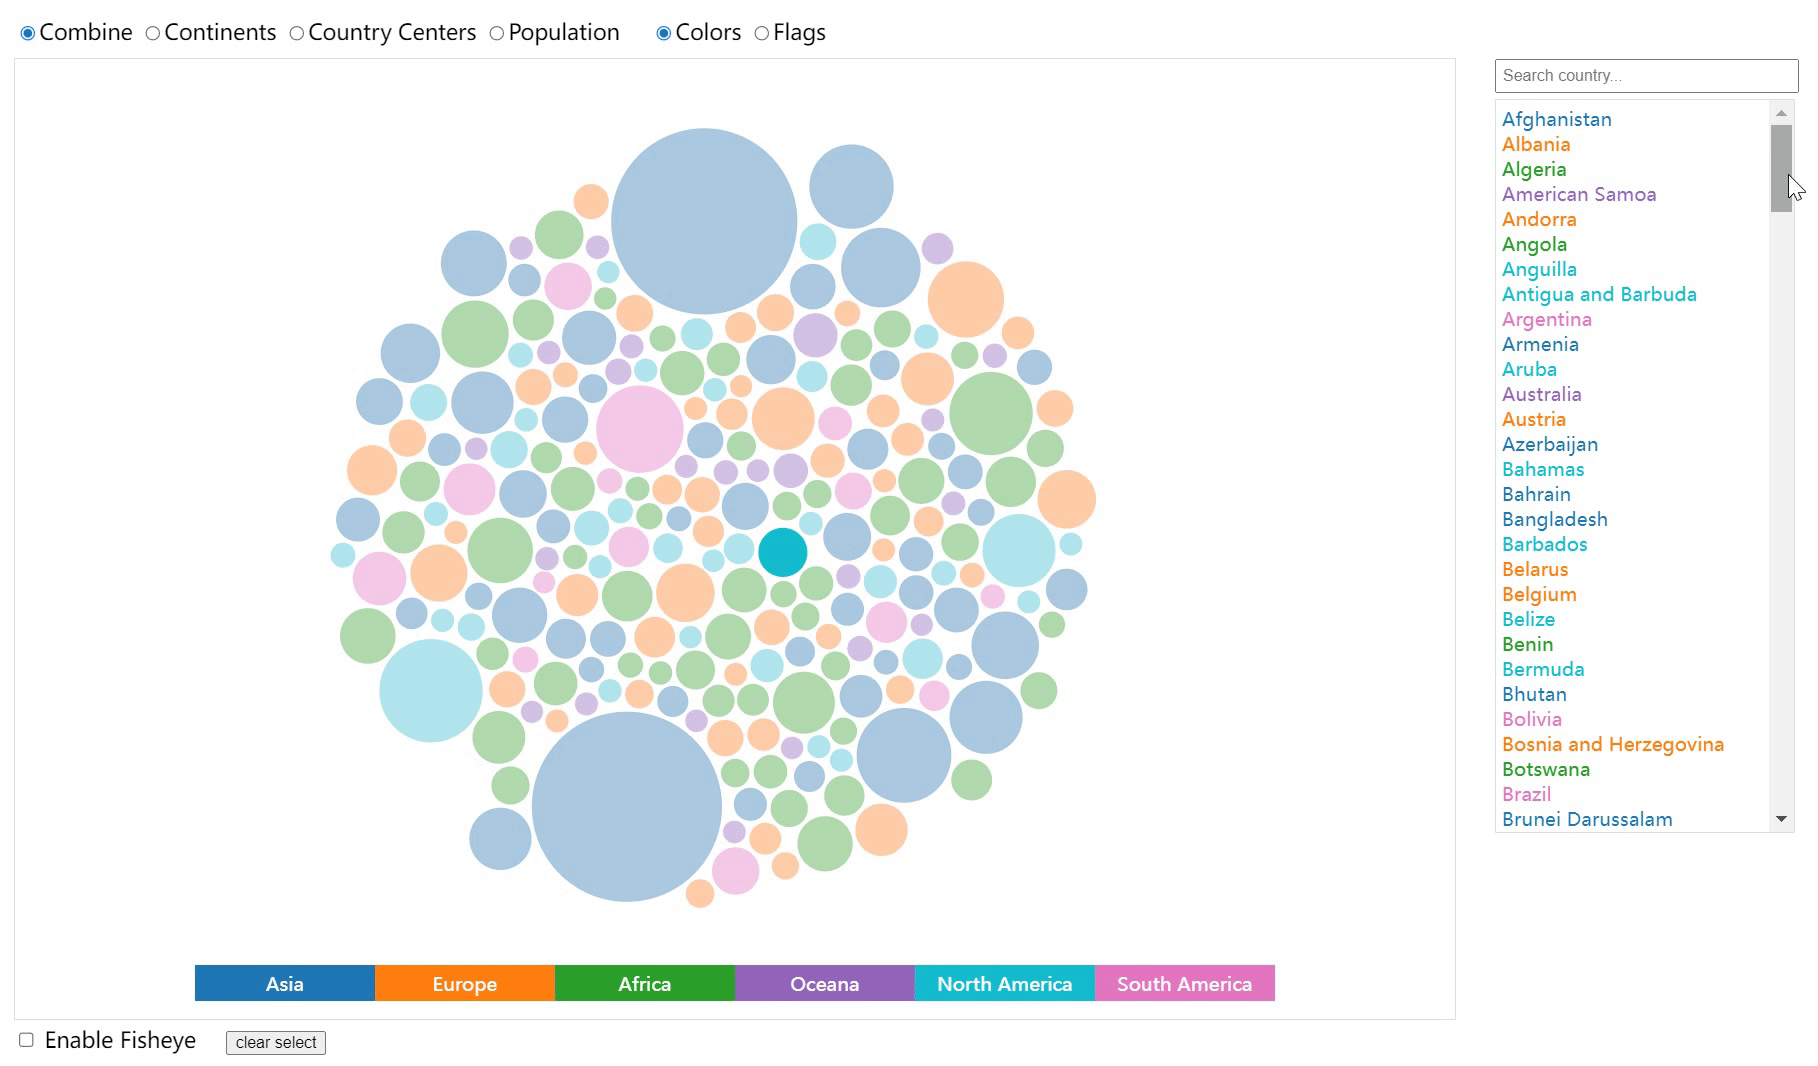 Combine Continents Country Centers Population Colors Flags
Search country...
Afghanistan
Albania
Algeria
American Samoa
Andorra
Angola
Anguilla
Antigua and Barbuda
Argentina
Armenia
Aruba
Australia
Austria
Azerbaijan
Bahamas
Bahrain
Bangladesh
Barbados
Belarus
Belgium
Belize
Benin
Bermuda
Bhutan
Bolivia
Bosnia and Herzegovina
Botswana
Brazil
Brunei Darussalam
Asia Europe Africa Oceana North America South America
Enable Fisheye clear select